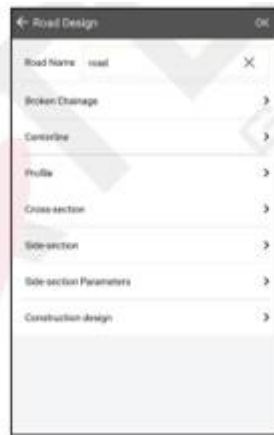 ← Road Design OK
Road Name road ×
Broken Chainage >
Centerline >
Profile >
Cross-section >
Side-section >
Side-section Parameters >
Construction design >